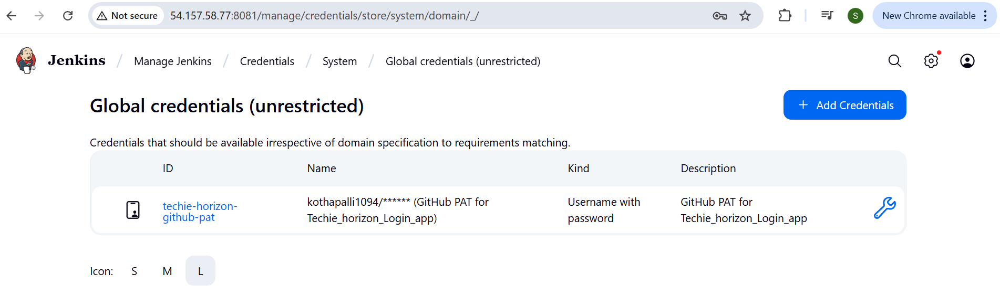 Not secure 54.157.58.77:8081/manage/credentials/store/system/domain/_/ S New Chrome available
Jenkins / Manage Jenkins / Credentials / System / Global credentials (unrestricted)
Global credentials (unrestricted)
+ Add Credentials
Credentials that should be available irrespective of domain specification to requirements matching.
ID Name Kind Description
techie-horizon-
github-pat
kothapalli1094/****** (GitHub PAT for
Techie_horizon_Login_app)
Username with
password
GitHub PAT for
Techie_horizon_Login_app
Icon: S M L